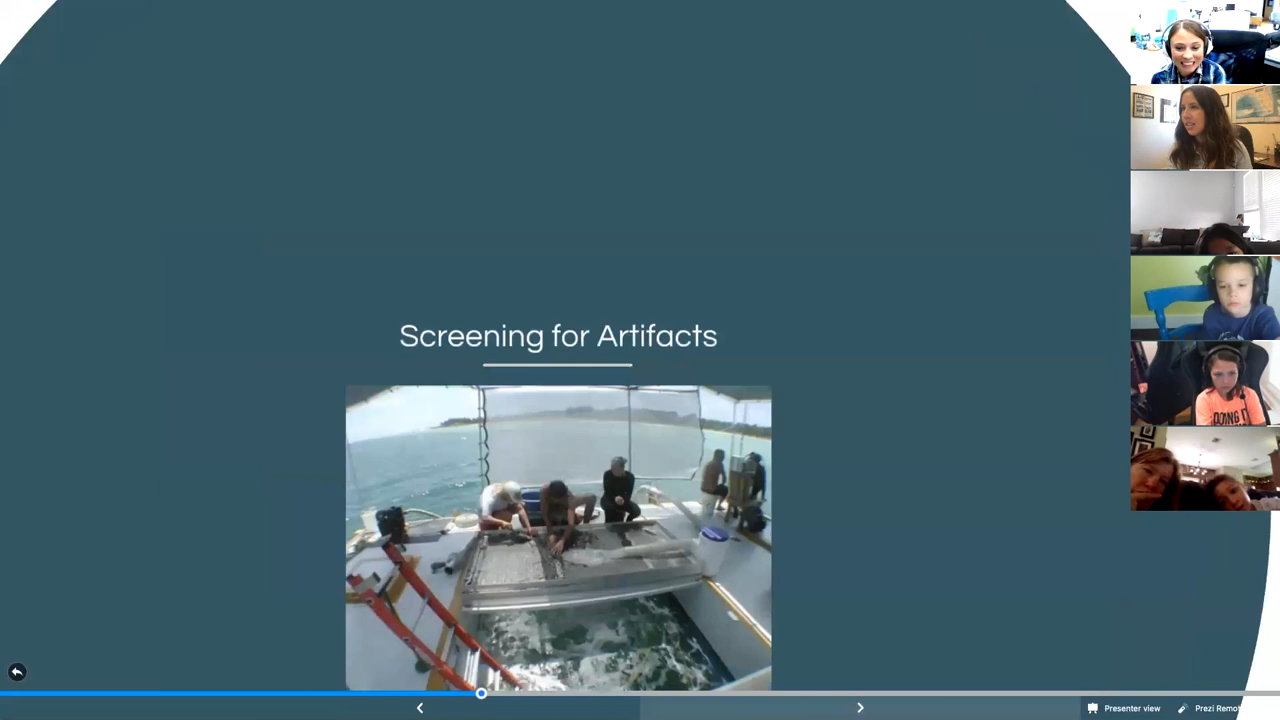 Screening for Artifacts
DOING IT
Presenter view
Prezi Remot